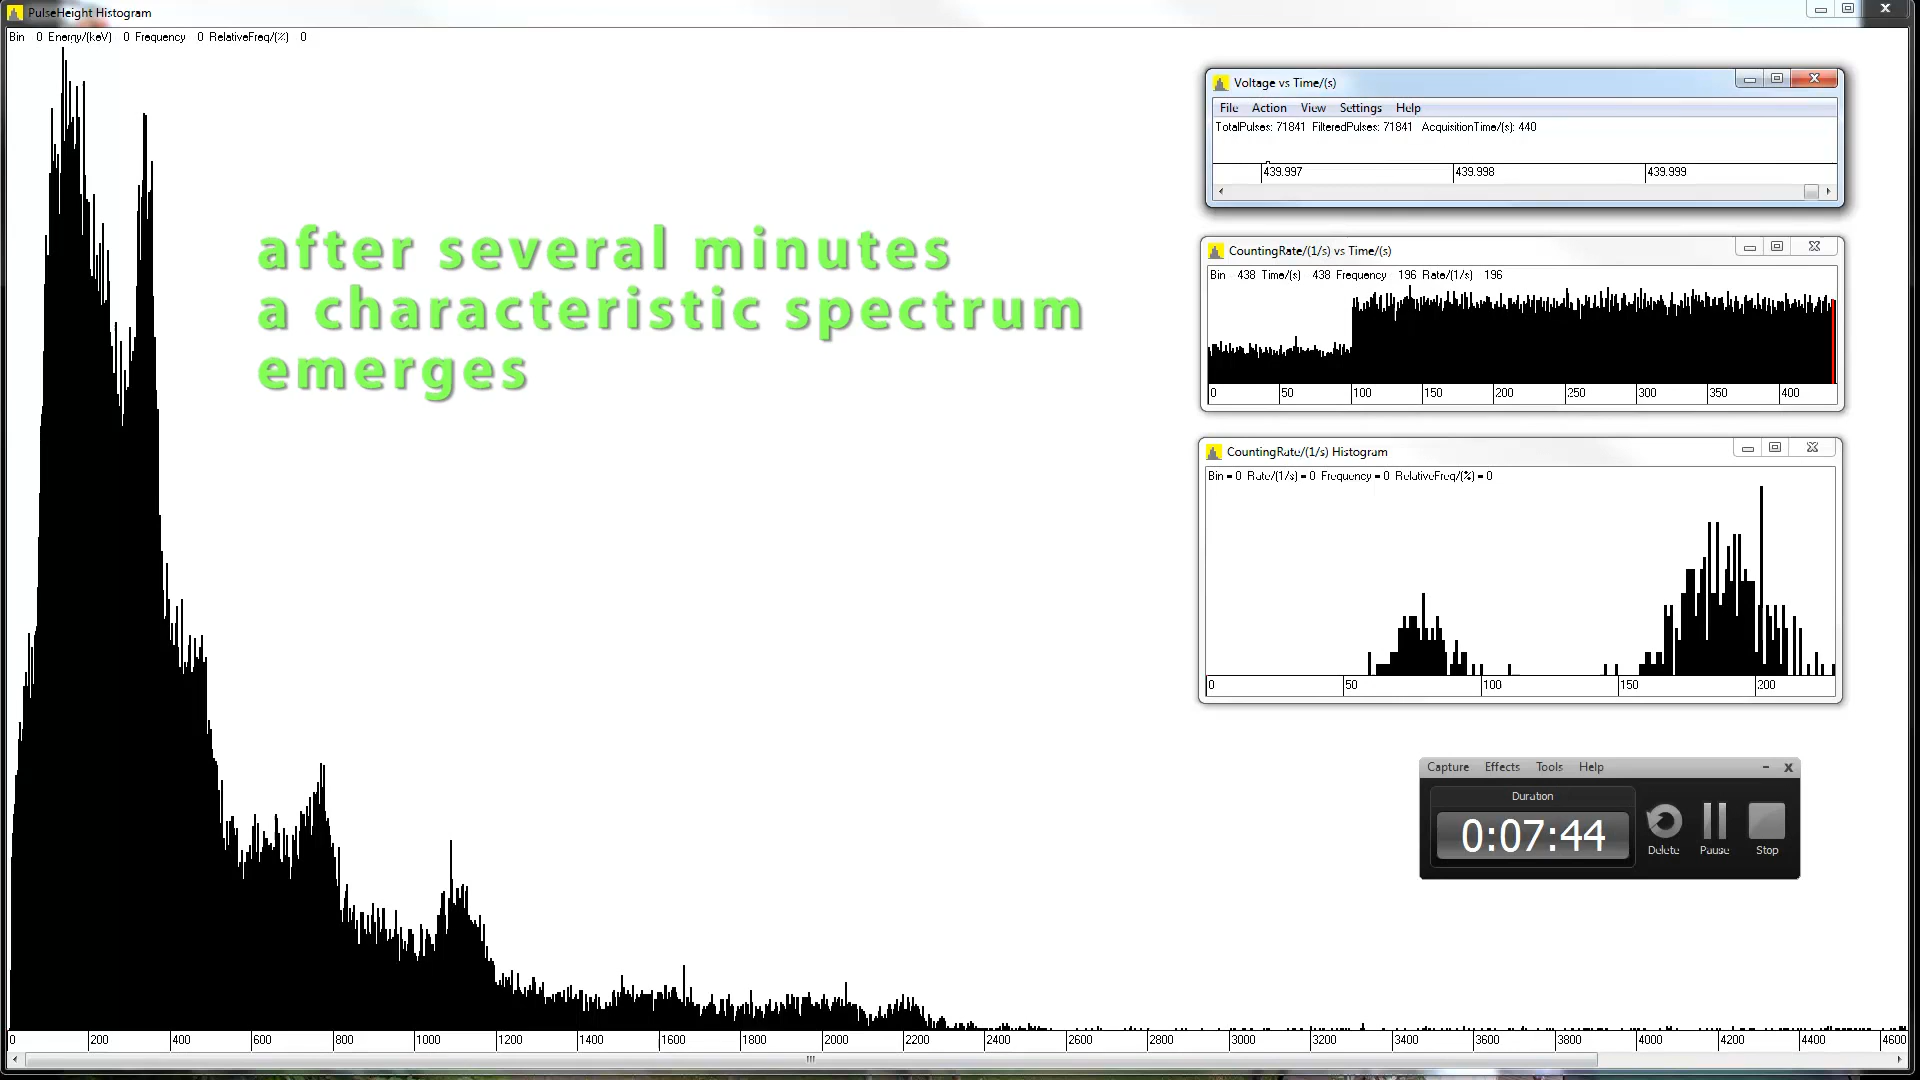 PulseHeight Histogram
Bin 0 Energy/(keV) 0 Frequency 0 RelativeFreq/(%) 0
after several minutes
a characteristic spectrum
emerges
0 200 400 600 800 1000 1200 1400 1600 1800 2000 2200 2400 2600 2800 3000 3200 3400 3600 3800 4000 4200 4400 4600
Voltage vs Time/(s)
File Action View Settings Help
TotalPulses: 71841 FilteredPulses: 71841 AcquisitionTime/(s): 440
439.997 439.998 439.999
CountingRate/(1/s) vs Time/(s)
Bin 438 Time/(s) 438 Frequency 196 Rate/(1/s) 196
0 50 100 150 200 250 300 350 400
CountingRate/(1/s) Histogram
Bin = 0 Rate/(1/s) = 0 Frequency = 0 RelativeFreq/(%) = 0
0 50 100 150 200
Capture Effects Tools Help
Duration
0:07:44
Delete Pause Stop